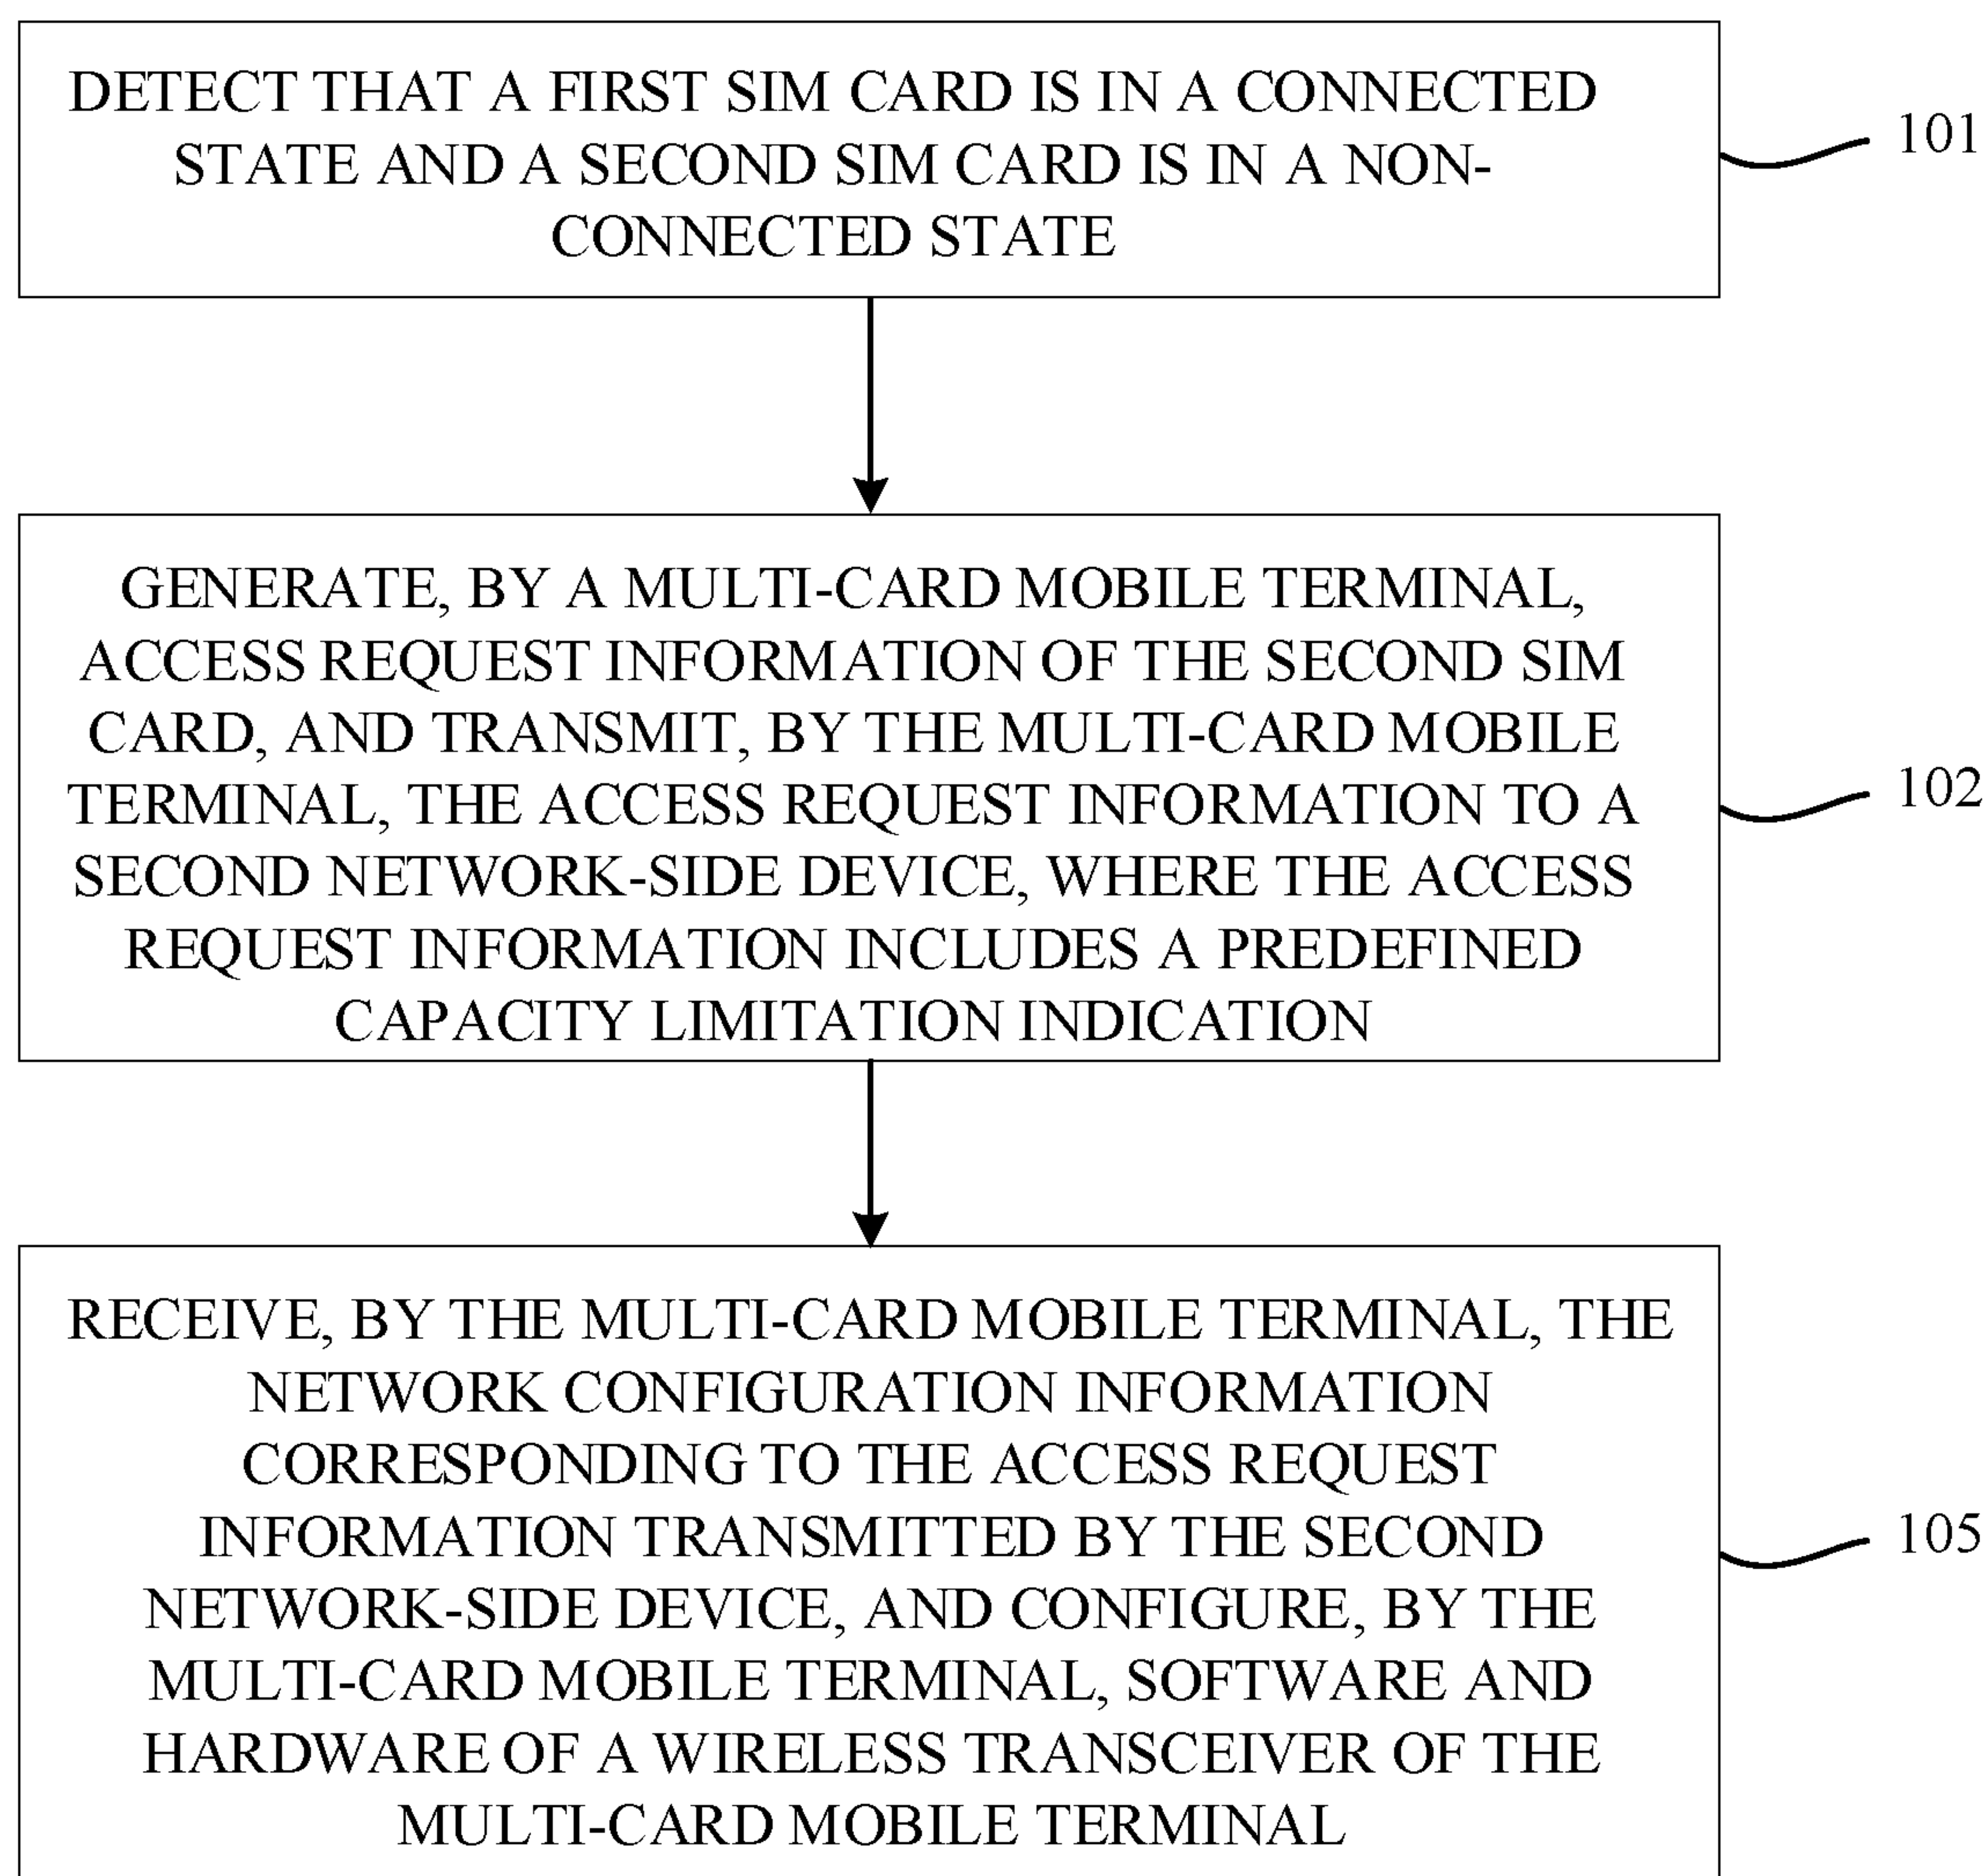 DETECT THAT A FIRST SIM CARD IS IN A CONNECTED
STATE AND A SECOND SIM CARD IS IN A NON-
CONNECTED STATE
101
GENERATE, BY A MULTI-CARD MOBILE TERMINAL,
ACCESS REQUEST INFORMATION OF THE SECOND SIM
CARD, AND TRANSMIT, BY THE MULTI-CARD MOBILE
TERMINAL, THE ACCESS REQUEST INFORMATION TO A
SECOND NETWORK-SIDE DEVICE, WHERE THE ACCESS
REQUEST INFORMATION INCLUDES A PREDEFINED
CAPACITY LIMITATION INDICATION
102
RECEIVE, BY THE MULTI-CARD MOBILE TERMINAL, THE
NETWORK CONFIGURATION INFORMATION
CORRESPONDING TO THE ACCESS REQUEST
INFORMATION TRANSMITTED BY THE SECOND
NETWORK-SIDE DEVICE, AND CONFIGURE, BY THE
MULTI-CARD MOBILE TERMINAL, SOFTWARE AND
HARDWARE OF A WIRELESS TRANSCEIVER OF THE
MULTI-CARD MOBILE TERMINAL
105